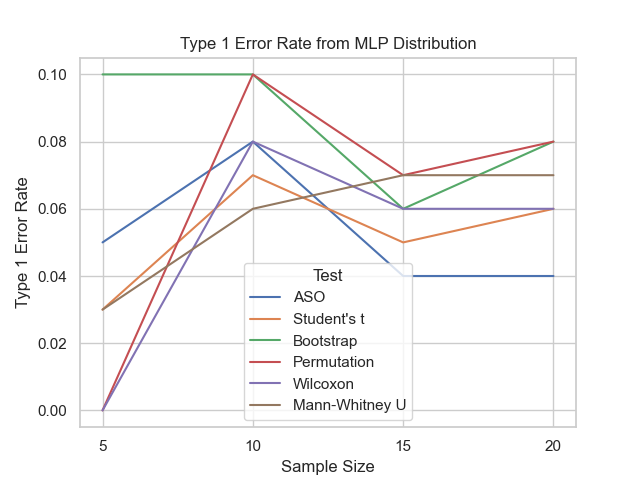 Type 1 Error Rate from MLP Distribution
Type 1 Error Rate
0.10
0.08
0.06
0.04
0.02
0.00
Test
ASO
Student's t
Bootstrap
Permutation
Wilcoxon
Mann-Whitney U
5
10
15
20
Sample Size